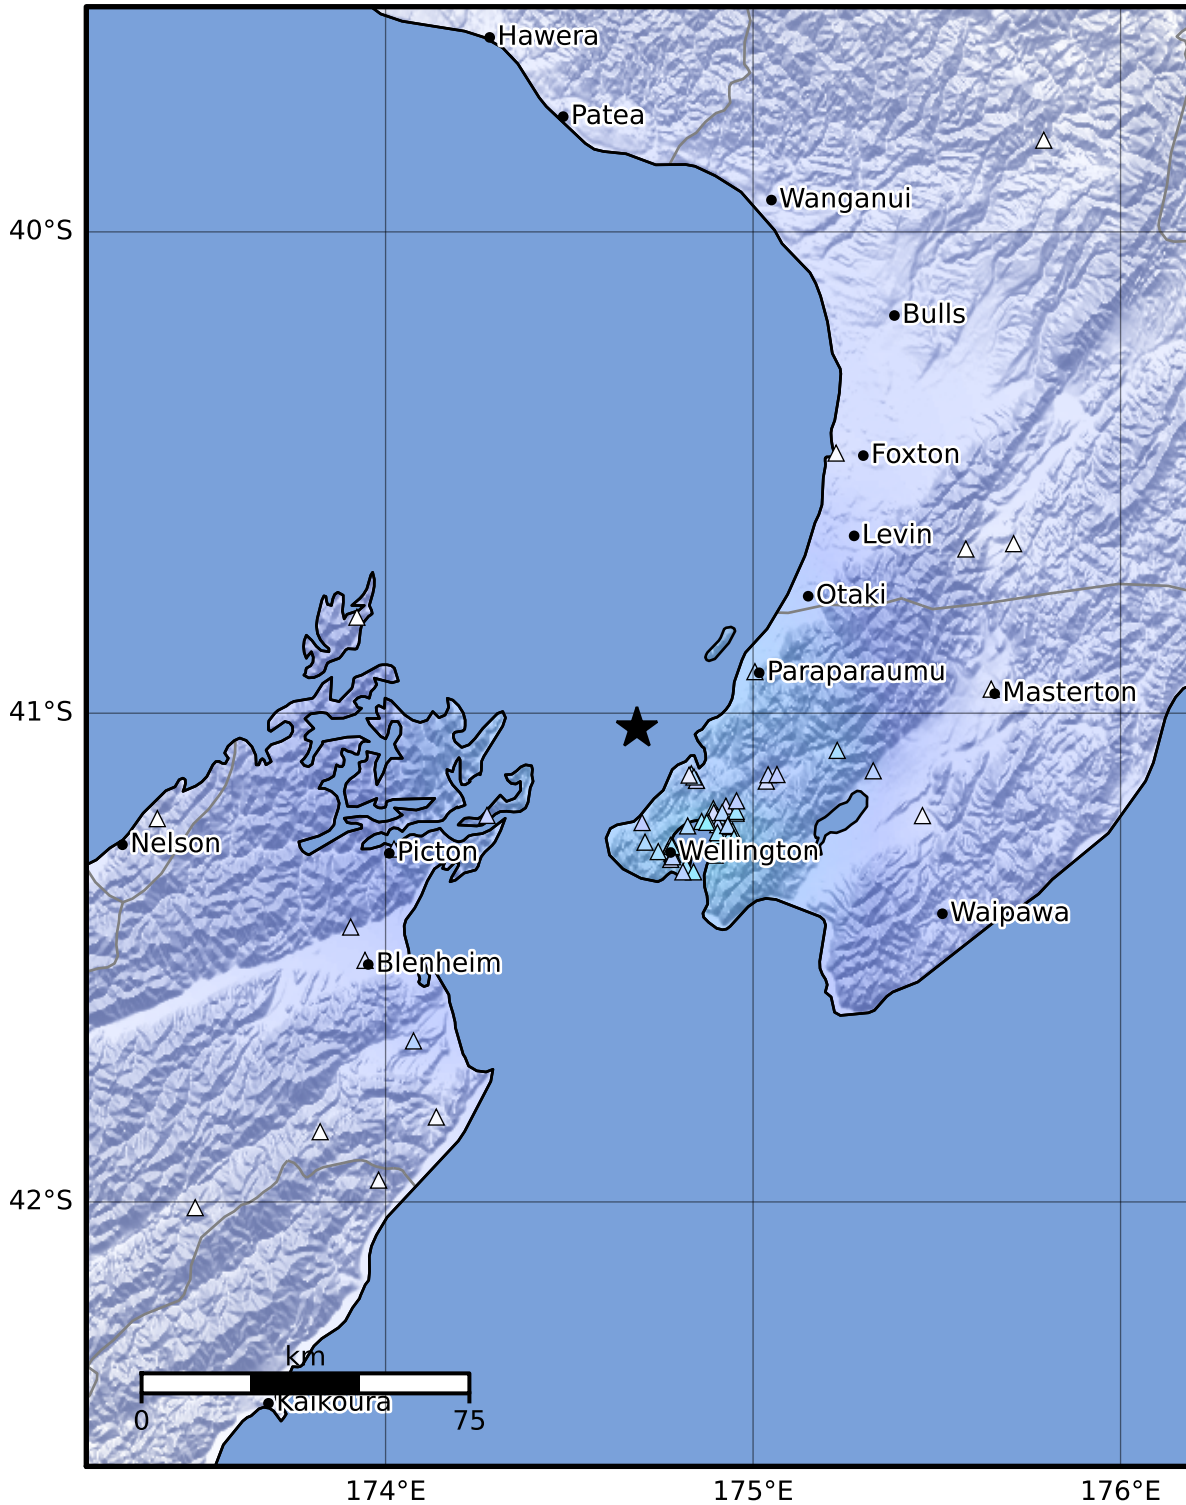 Hawera
Patea
Wanganui
40°S
Bulls
Foxton
Levin
Otaki
Paraparaumu
Masterton
41°S
Nelson
Picton
Wellington
Waipawa
Blenheim
42°S
km
Kaikoura
0
75
174°E
175°E
176°E